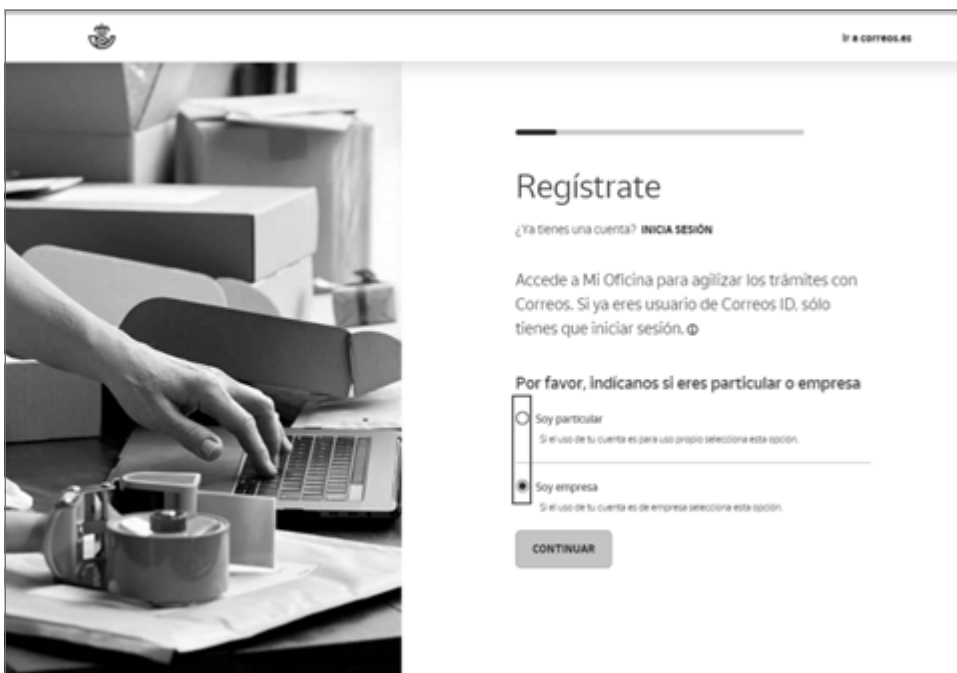 Ir a correos.es
Regístrate
¿Ya tienes una cuenta? INICIA SESIÓN
Accede a Mi Oficina para agilizar los trámites con
Correos. Si ya eres usuario de Correos ID, sólo
tienes que iniciar sesión.
Por favor, indícanos si eres particular o empresa
Soy particular
Si el uso de tu cuenta es para uso propio selecciona esta opción.
Soy empresa
Si el uso de tu cuenta es de empresa selecciona esta opción.
CONTINUAR